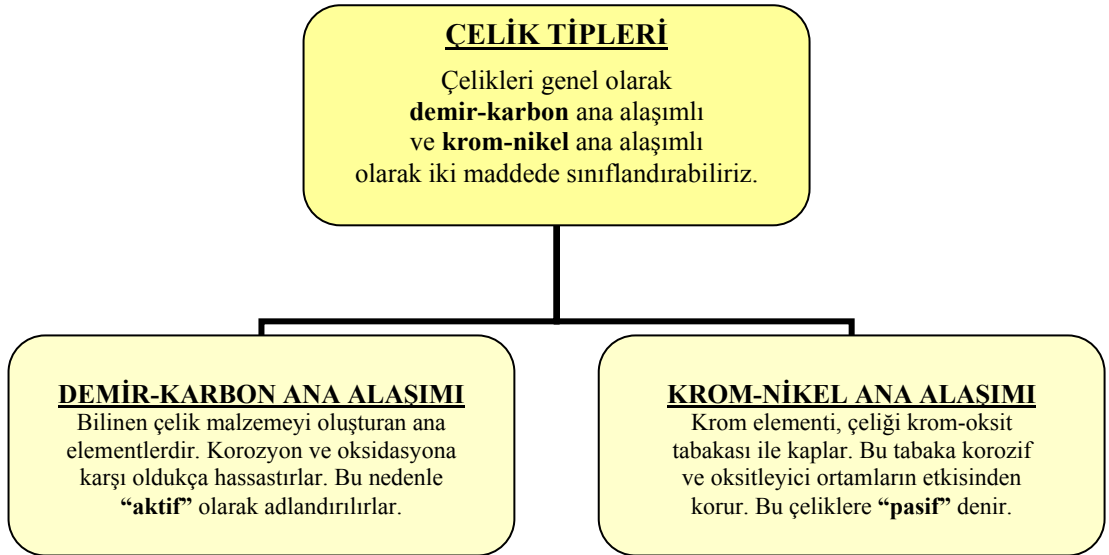 ÇELİK TİPLERİ
Çelikleri genel olarak
demir-karbon ana alaşımlı
ve krom-nikel ana alaşımlı
olarak iki maddede sınıflandırabiliriz.
DEMİR-KARBON ANA ALAŞIMI
Bilinen çelik malzemeyi oluşturan ana
elementlerdir. Korozyon ve oksidasyona
karşı oldukça hassastırlar. Bu nedenle
“aktif” olarak adlandırılırlar.
KROM-NİKEL ANA ALAŞIMI
Krom elementi, çeliği krom-oksit
tabakası ile kaplar. Bu tabaka korozif
ve oksitleyici ortamların etkisinden
korur. Bu çeliklere “pasif” denir.